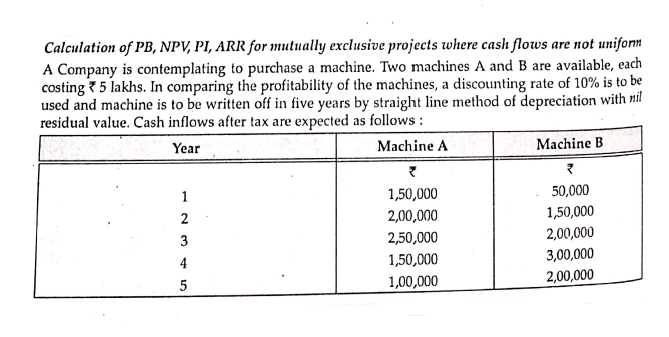 Calculation of PB, NPV, PI, ARR for mutually exclusive projects where cash flows are not uniform
A Company is contemplating to purchase a machine. Two machines A and B are available, each
costing ₹ 5 lakhs. In comparing the profitability of the machines, a discounting rate of 10% is to be
used and machine is to be written off in five years by straight line method of depreciation with nil
residual value. Cash inflows after tax are expected as follows :
Year Machine A Machine B
₹ ₹
1 1,50,000 50,000
2 2,00,000 1,50,000
3 2,50,000 2,00,000
4 1,50,000 3,00,000
5 1,00,000 2,00,000